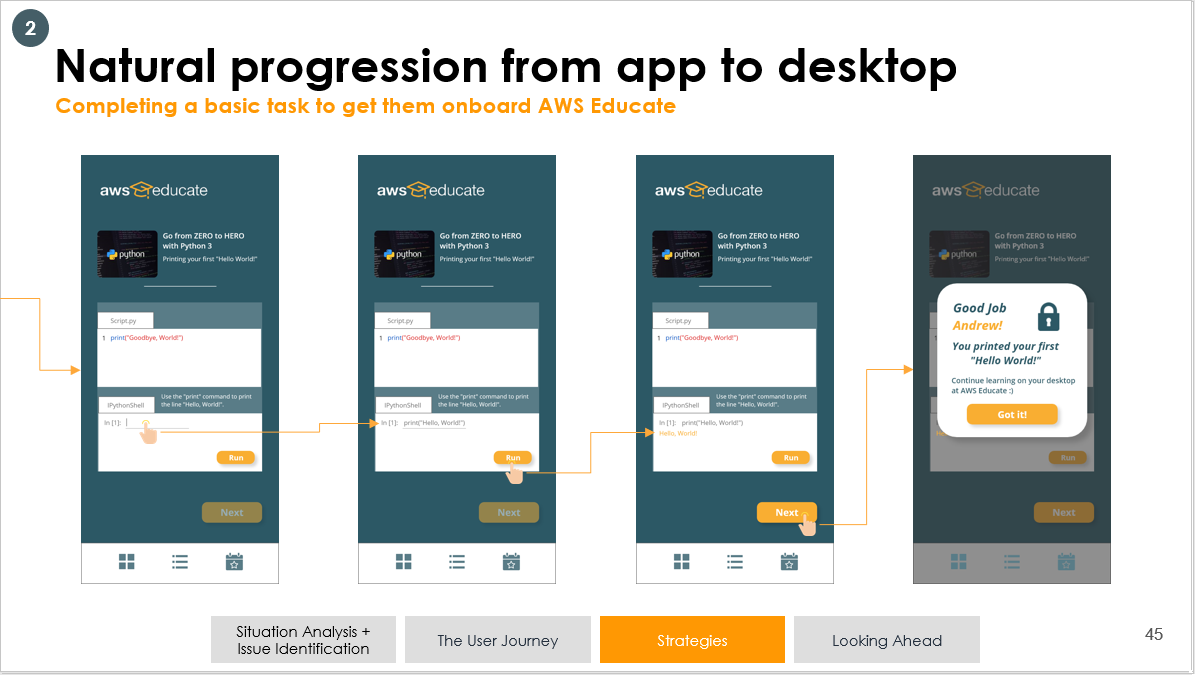 2
Natural progression from app to desktop
Completing a basic task to get them onboard AWS Educate
aws educate
python
Go from ZERO to HERO
with Python 3
Printing your first "Hello World!"
Script.py
1 print("Goodbye, World!")
IPythonShell
Use the "print" command to print
the line "Hello, World!".
In [1]:
Run
Next
aws educate
python
Go from ZERO to HERO
with Python 3
Printing your first "Hello World!"
Script.py
1 print("Goodbye, World!")
IPythonShell
Use the "print" command to print
the line "Hello, World!".
In [1]: print("Hello, World!")
Run
Next
aws educate
python
Go from ZERO to HERO
with Python 3
Printing your first "Hello World!"
Script.py
1 print("Goodbye, World!")
IPythonShell
Use the "print" command to print
the line "Hello, World!".
In [1]: print("Hello, World!")
Hello, World!
Run
Next
aws educate
python
Go from ZERO to HERO
with Python 3
Printing your first "Hello World!"
Good Job
Andrew!
You printed your first
"Hello World!"
Continue learning on your desktop
at AWS Educate :)
Got it!
Run
Next
Situation Analysis +
Issue Identification
The User Journey
Strategies
Looking Ahead
45